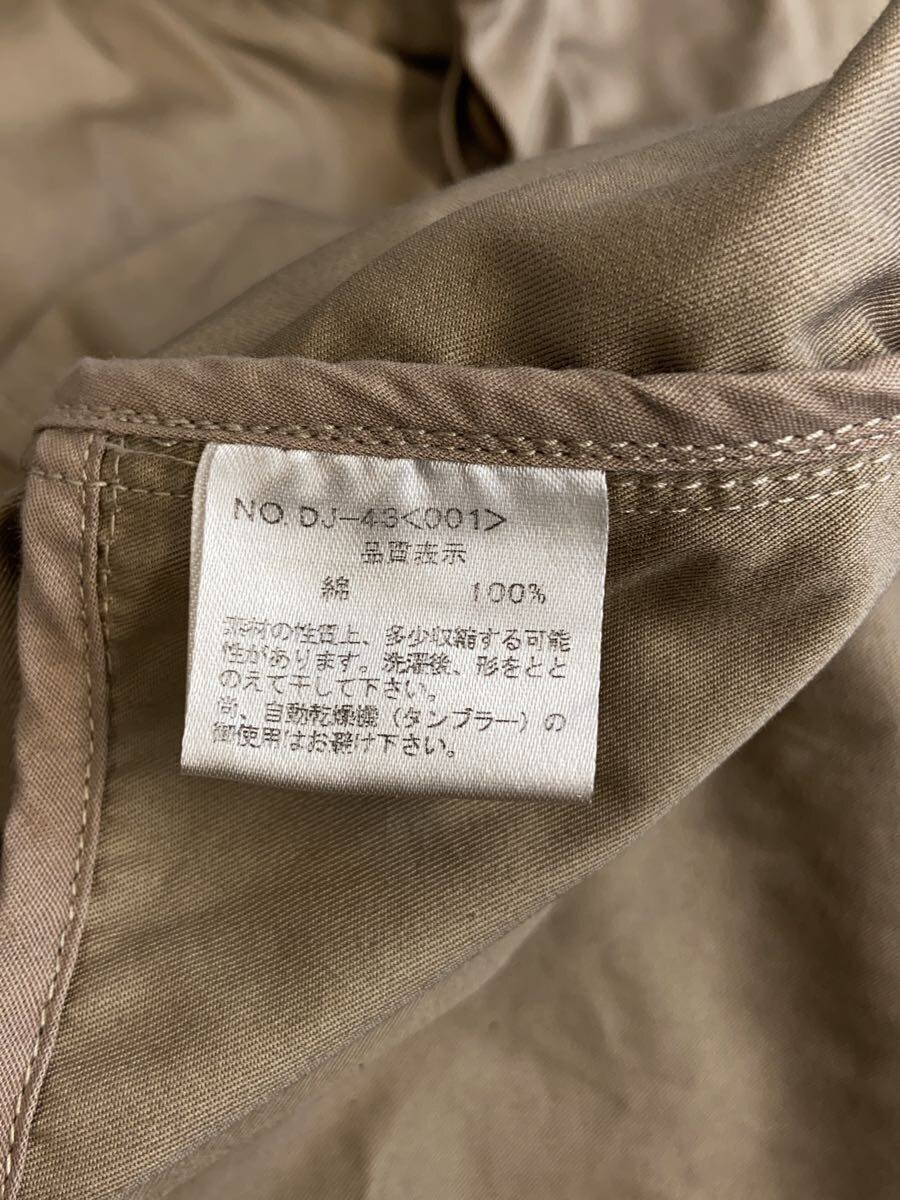 NO. DJ-43<001>
品質表示
綿 100%
素材の性質上、多少収縮する可能
性があります。洗濯後、形をとと
のえて干して下さい。
尚、自動乾燥機(タンブラー)の
御使用はお避け下さい。